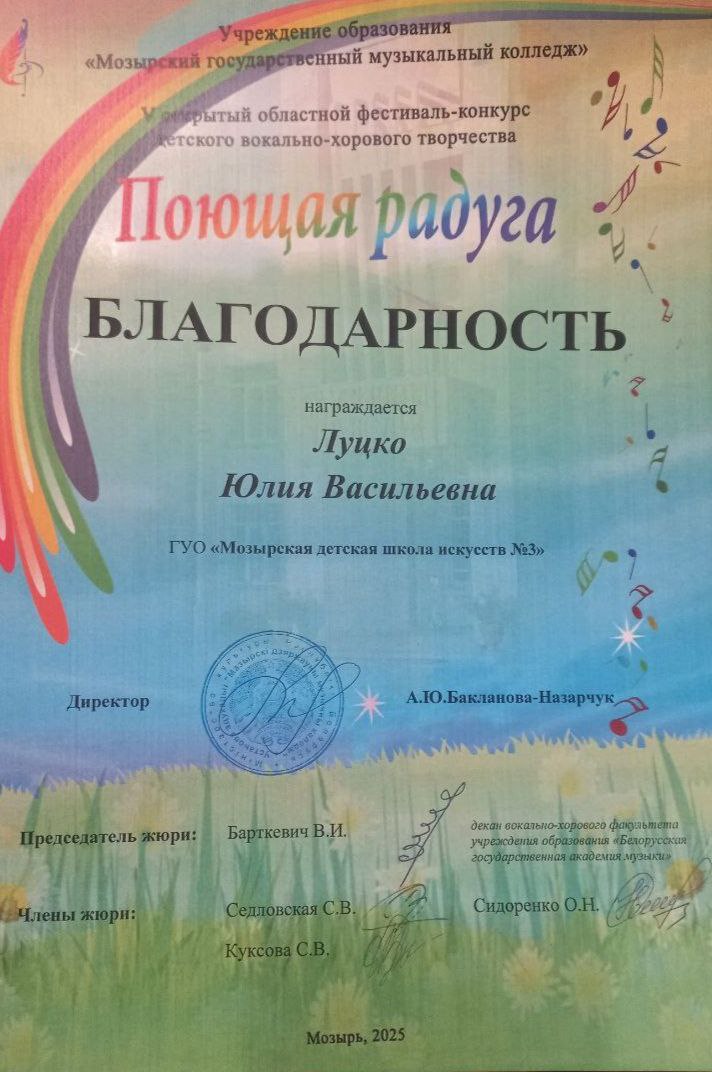 Учреждение образования
«Мозырский государственный музыкальный колледж»
V открытый областной фестиваль-конкурс
детского вокально-хорового творчества
Поющая радуга
БЛАГОДАРНОСТЬ
награждается
Луцко
Юлия Васильевна
ГУО «Мозырская детская школа искусств №3»
Директор А.Ю.Бакланова-Назарчук
Председатель жюри: Барткевич В.И. декан вокально-хорового факультета
учреждения образования «Белорусская
государственная академия музыки»
Члены жюри: Седловская С.В. Сидоренко О.Н.
Куксова С.В.
Мозырь, 2025